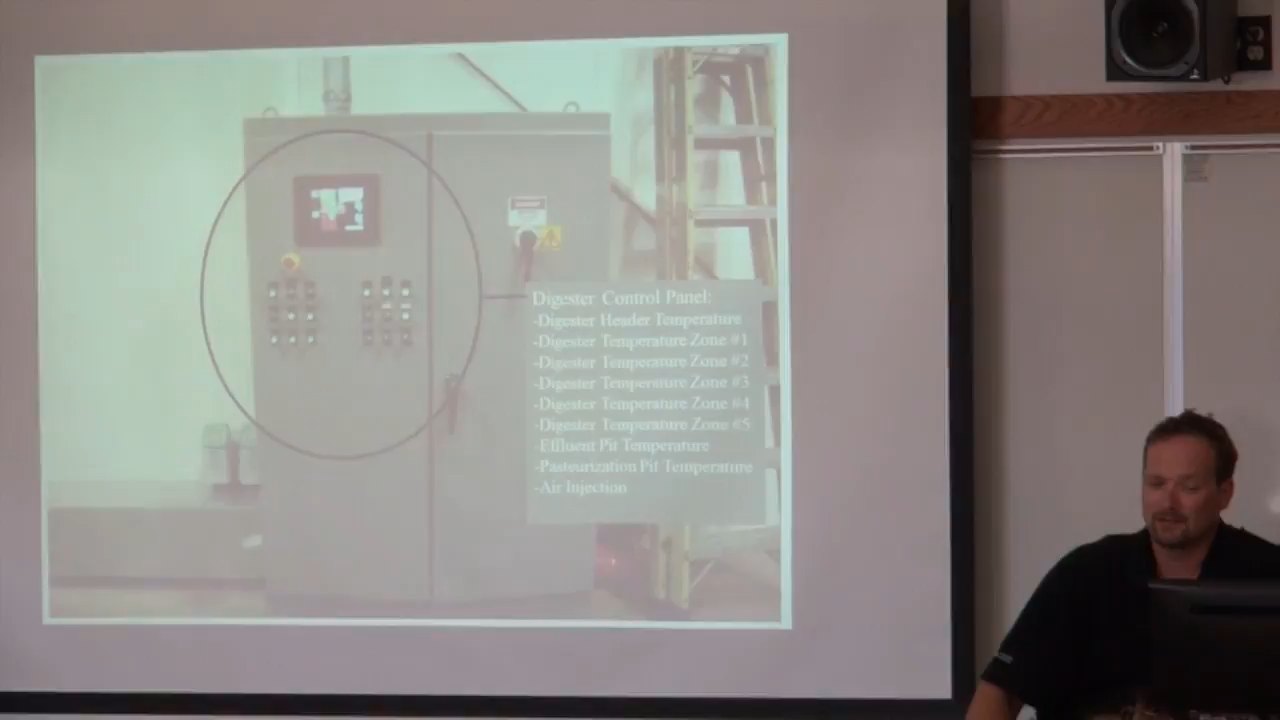 Digester Control Panel:
-Digester Header Temperature
-Digester Temperature Zone #1
-Digester Temperature Zone #2
-Digester Temperature Zone #3
-Digester Temperature Zone #4
-Digester Temperature Zone #5
-Effluent Pit Temperature
-Pasteurization Pit Temperature
-Air Injection